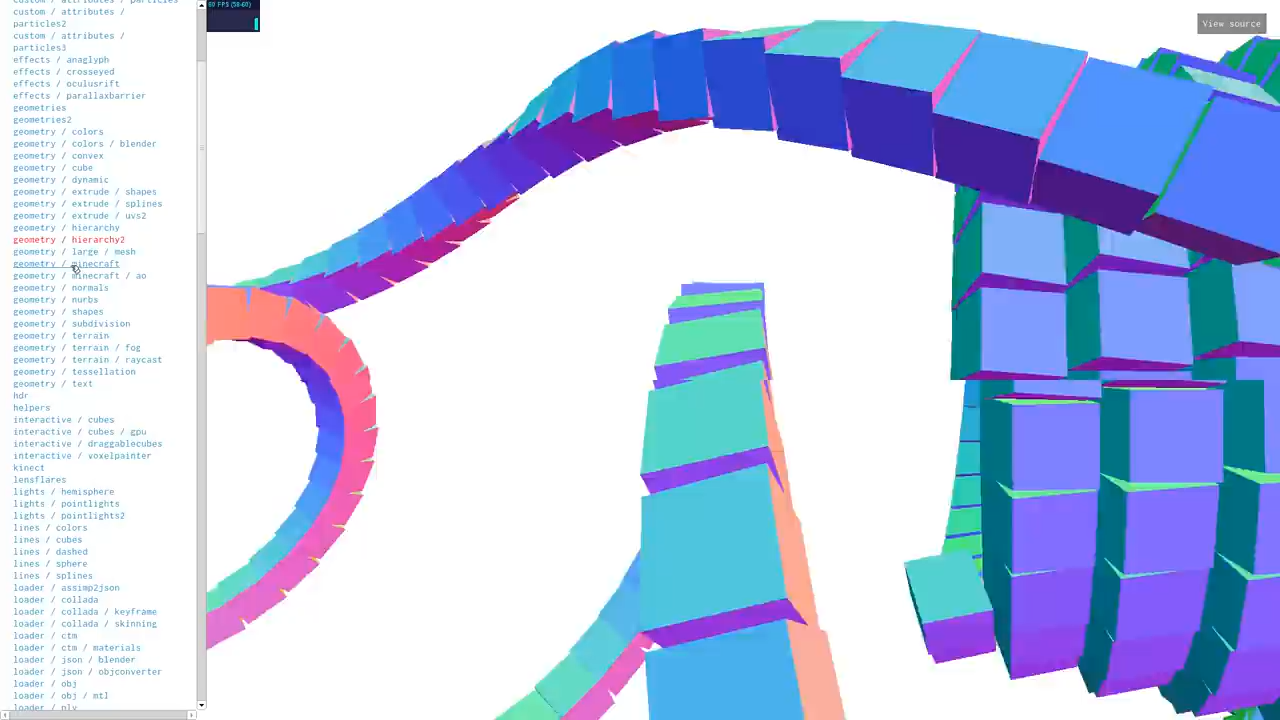 custom / attributes / particles
custom / attributes /
particles2
custom / attributes /
particles3
effects / anaglyph
effects / crosseyed
effects / oculusrift
effects / parallaxbarrier
geometries
geometries2
geometry / colors
geometry / colors / blender
geometry / convex
geometry / cube
geometry / dynamic
geometry / extrude / shapes
geometry / extrude / splines
geometry / extrude / uvs2
geometry / hierarchy
geometry / hierarchy2
geometry / large / mesh
geometry / minecraft
geometry / minecraft / ao
geometry / normals
geometry / nurbs
geometry / shapes
geometry / subdivision
geometry / terrain
geometry / terrain / fog
geometry / terrain / raycast
geometry / tessellation
geometry / text
hdr
helpers
interactive / cubes
interactive / cubes / gpu
interactive / draggablecubes
interactive / voxelpainter
kinect
lensflares
lights / hemisphere
lights / pointlights
lights / pointlights2
lines / colors
lines / cubes
lines / dashed
lines / sphere
lines / splines
loader / assimp2json
loader / collada
loader / collada / keyframe
loader / collada / skinning
loader / ctm
loader / ctm / materials
loader / json / blender
loader / json / objconverter
loader / obj
loader / obj / mtl
loader / ply
60 FPS (58-60)
View source